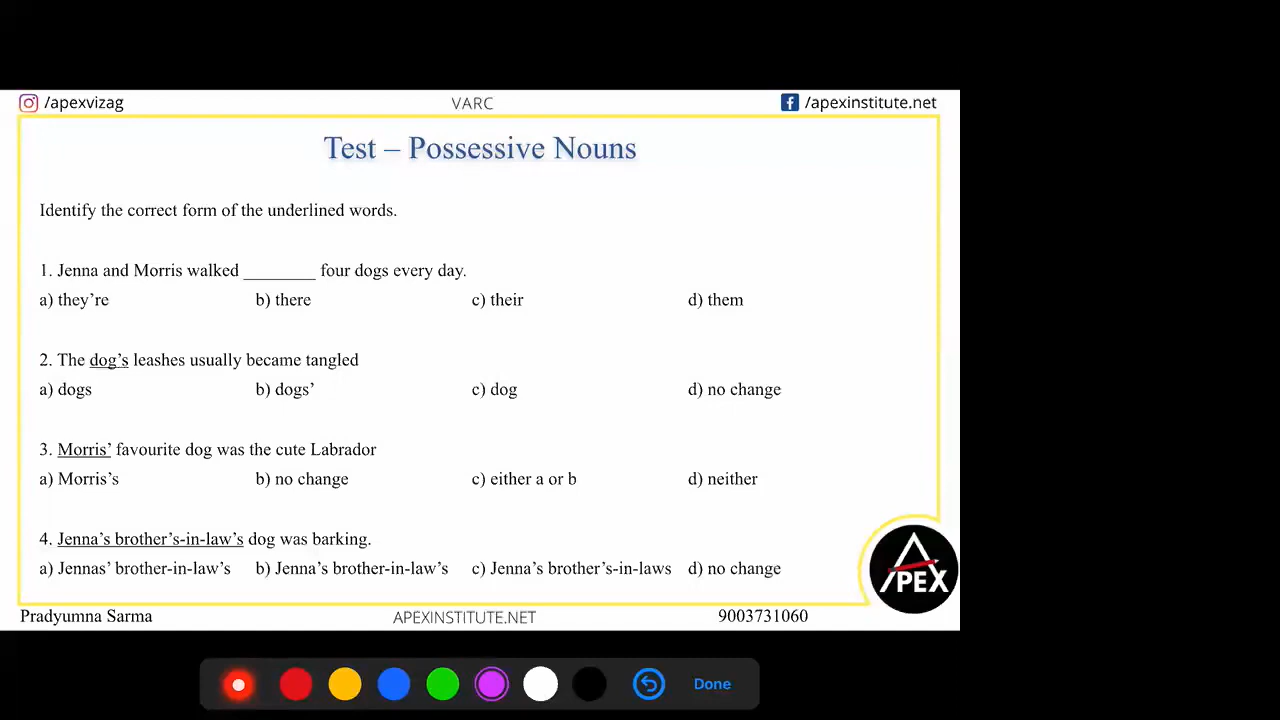 /apexvizag VARC /apexinstitute.net
Test – Possessive Nouns
Identify the correct form of the underlined words.
1. Jenna and Morris walked ________ four dogs every day.
a) they’re b) there c) their d) them
2. The dog’s leashes usually became tangled
a) dogs b) dogs’ c) dog d) no change
3. Morris’ favourite dog was the cute Labrador
a) Morris’s b) no change c) either a or b d) neither
4. Jenna’s brother’s-in-law’s dog was barking.
a) Jennas’ brother-in-law’s b) Jenna’s brother-in-law’s c) Jenna’s brother’s-in-laws d) no change
APEX
Pradyumna Sarma APEXINSTITUTE.NET 9003731060
Done